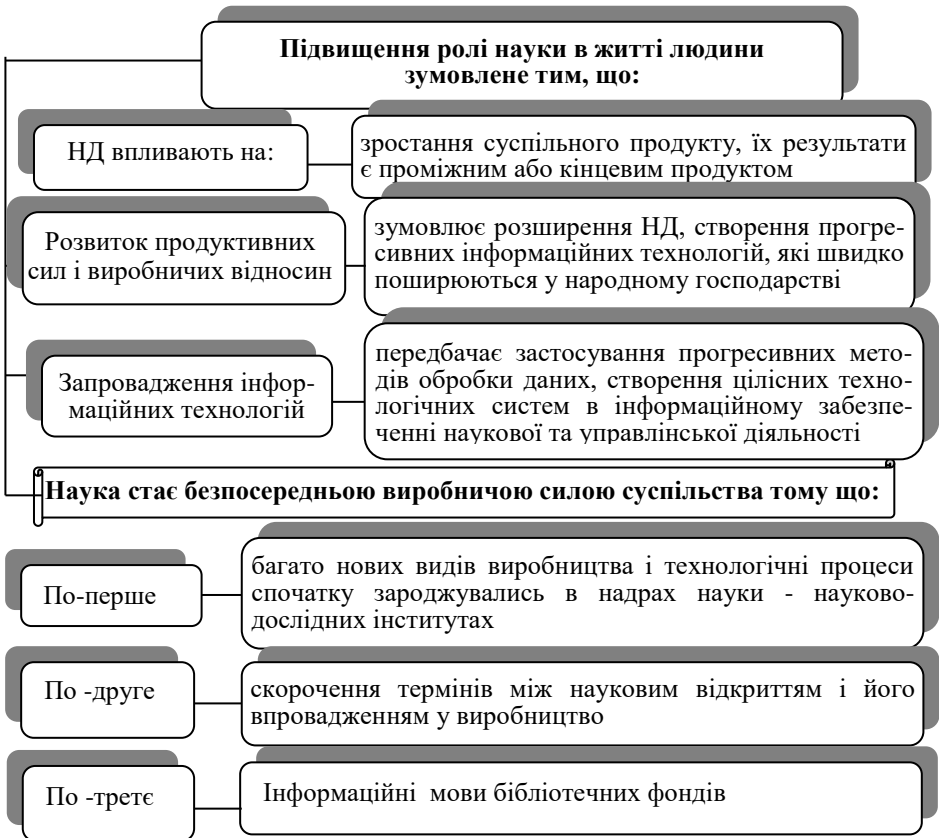 Підвищення ролі науки в житті людини
зумовлене тим, що:
НД впливають на:
зростання суспільного продукту, їх результати
є проміжним або кінцевим продуктом
Розвиток продуктивних
сил і виробничих відносин
зумовлює розширення НД, створення прогре-
сивних інформаційних технологій, які швидко
поширюються у народному господарстві
Запровадження інфор-
маційних технологій
передбачає застосування прогресивних мето-
дів обробки даних, створення цілісних техно-
логічних систем в інформаційному забезпе-
ченні наукової та управлінської діяльності
Наука стає безпосередньою виробничою силою суспільства тому що:
По-перше
багато нових видів виробництва і технологічні процеси
спочатку зароджувались в надрах науки - науково-
дослідних інститутах
По -друге
скорочення термінів між науковим відкриттям і його
впровадженням у виробництво
По -третє
Інформаційні мови бібліотечних фондів